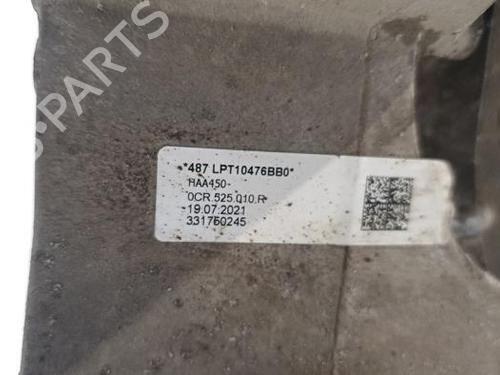 *487 LPT10476BB0*
HAA450-
0CR.525.010.R
19.07.2021
331760245
B-Parts